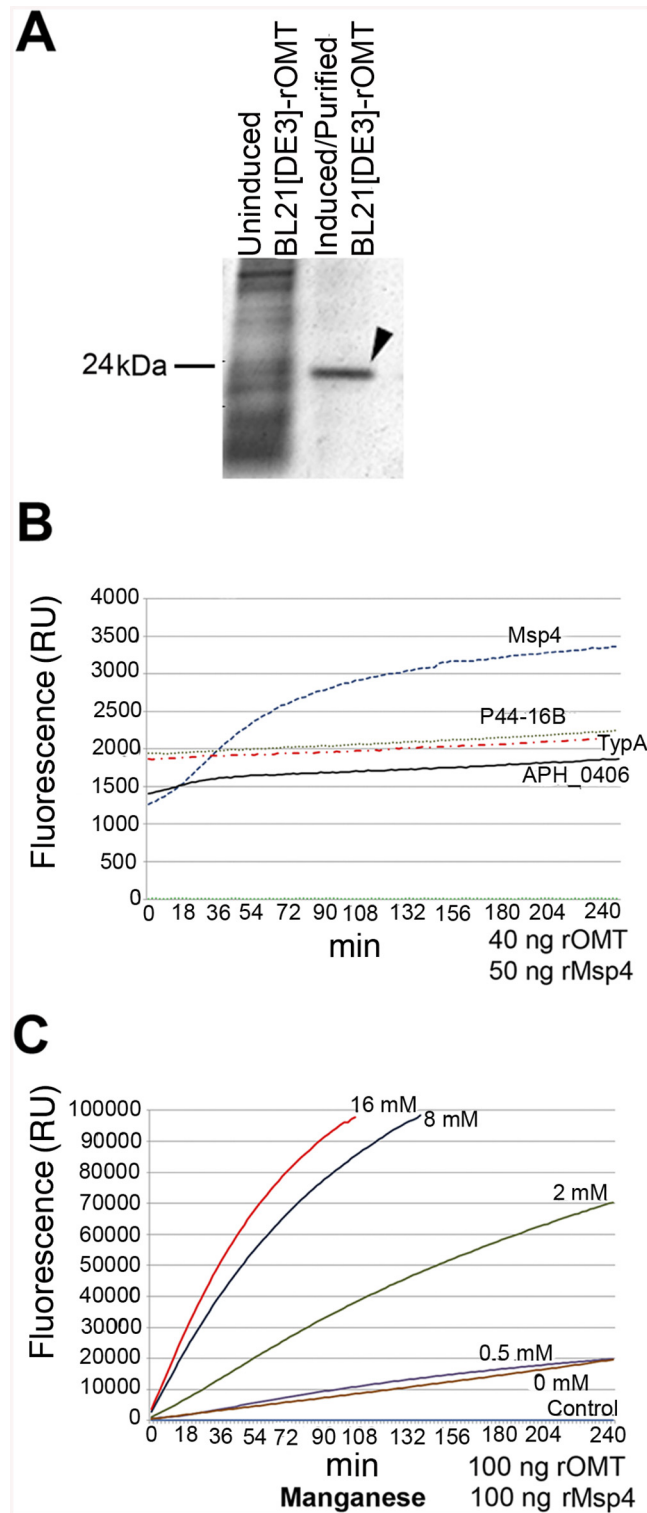 A
Uninduced
BL21[DE3]-rOMT
Induced/Purified
BL21[DE3]-rOMT
24kDa
B
Fluorescence (RU)
4000
3500
3000
2500
2000
1500
1000
500
0
Msp4
P44-16B
TypA
APH_0406
0 18 36 54 72 90 108 132 156 180 204 240
min
40 ng rOMT
50 ng rMsp4
C
Fluorescence (RU)
100000
90000
80000
70000
60000
50000
40000
30000
20000
10000
0
16 mM
8 mM
2 mM
0.5 mM
0 mM
Control
0 18 36 54 72 90 108 132 156 180 204 240
min
Manganese
100 ng rOMT
100 ng rMsp4